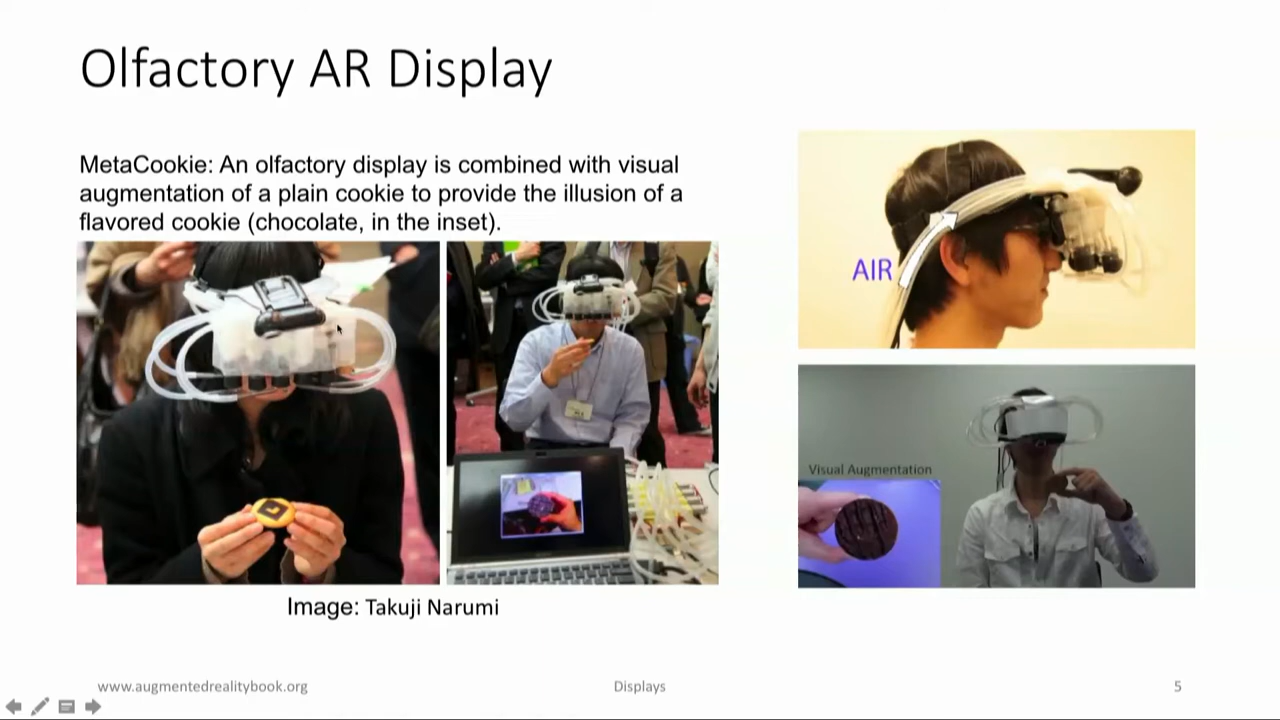 Olfactory AR Display
MetaCookie: An olfactory display is combined with visual
augmentation of a plain cookie to provide the illusion of a
flavored cookie (chocolate, in the inset).
AIR
Visual Augmentation
Image: Takuji Narumi
www.augmentedrealitybook.org
Displays
5